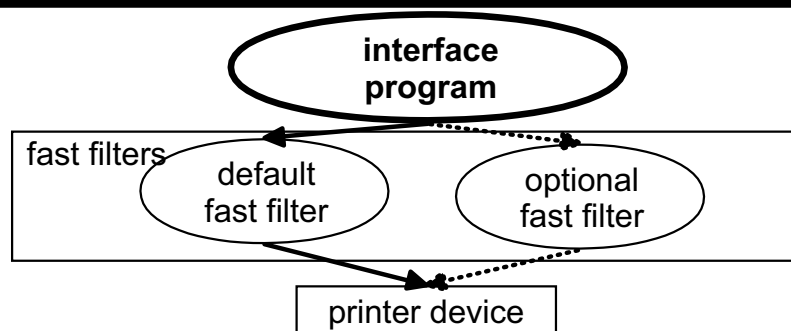 interface
program
fast filters
default
fast filter
optional
fast filter
printer device